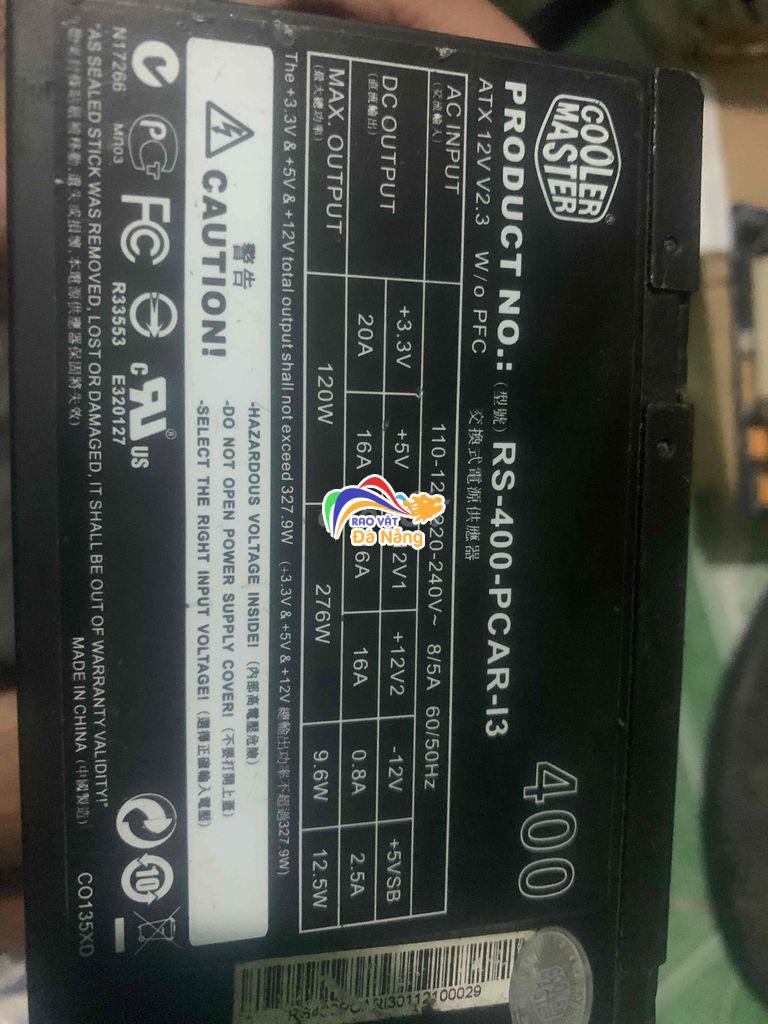 COOLER
MASTER
®
400
PRODUCT NO.: (型號) RS-400-PCAR-I3
ATX 12V V2.3 W/o PFC 交換式電源供應器
AC INPUT
(交流輸入)
8/5A 60/50Hz
DC OUTPUT
(直流輸出)
+3.3V +5V +12V2 -12V +5VSB
20A 16A 16A 0.8A 2.5A
MAX. OUTPUT
(最大總功率)
120W 276W 9.6W 12.5W
The +3.3V & +5V & +12V total output shall not exceed 327.9W (+3.3V & +5V & +12V 總輸出功率不超過327.9W)
警告
CAUTION!
-HAZARDOUS VOLTAGE INSIDE! (內部高電壓危險)
-DO NOT OPEN POWER SUPPLY COVER! (不要打開上蓋)
-SELECT THE RIGHT INPUT VOLTAGE! (選擇正確輸入電壓)
N17266 МЛ03 R33553 E320127
FC
c RU ® US
10
"AS SEALED STICK WAS REMOVED, LOST OR DAMAGED, IT SHALL BE OUT OF WARRANTY VALIDITY!"
MADE IN CHINA (中國製造)
CO135XD
RS400PCARI30112100029
RAO VẶT
Đà Nẵng